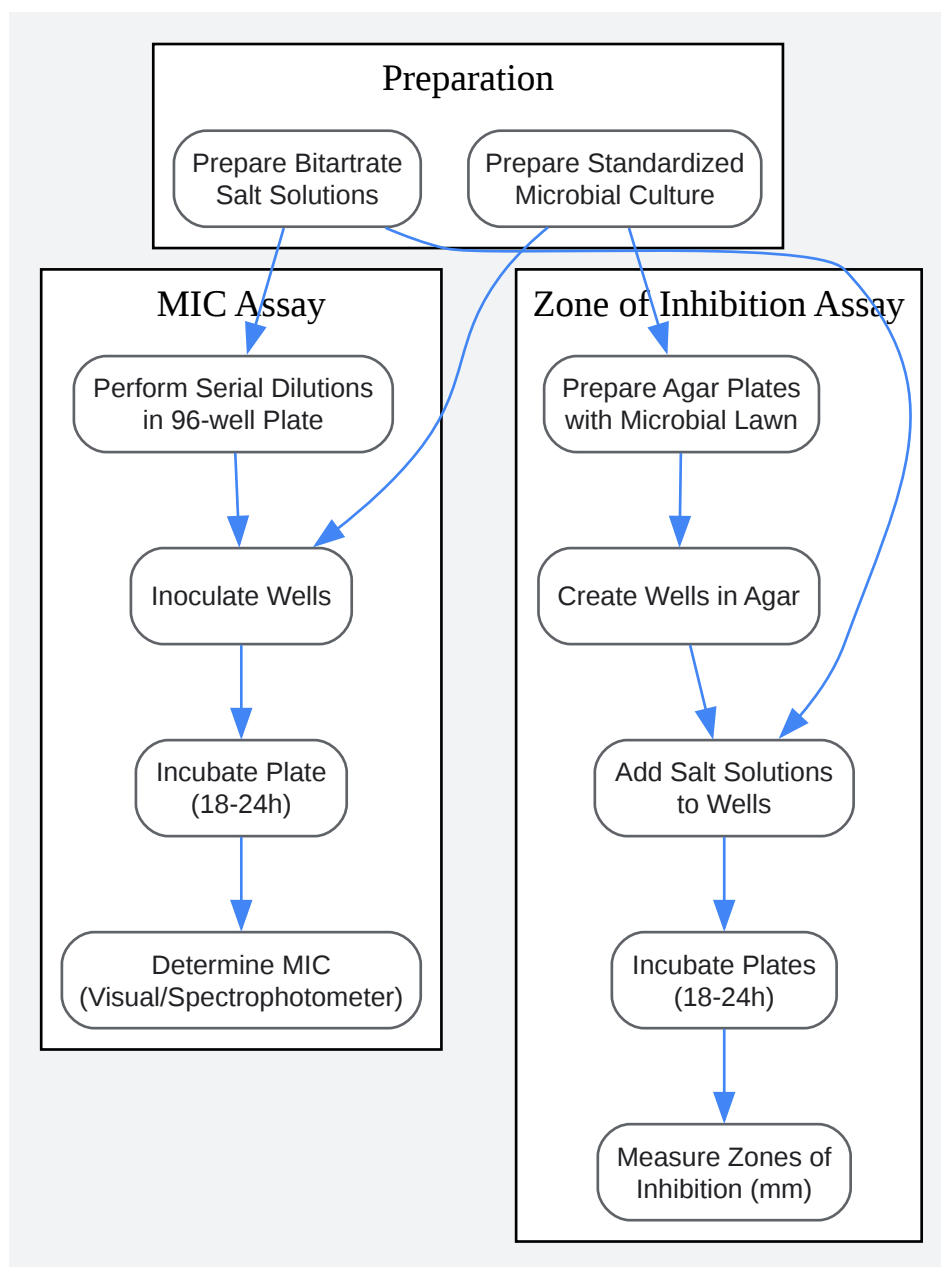 Preparation
Prepare Bitartrate
Salt Solutions
Prepare Standardized
Microbial Culture
MIC Assay
Perform Serial Dilutions
in 96-well Plate
Inoculate Wells
Incubate Plate
(18-24h)
Determine MIC
(Visual/Spectrophotometer)
Zone of Inhibition Assay
Prepare Agar Plates
with Microbial Lawn
Create Wells in Agar
Add Salt Solutions
to Wells
Incubate Plates
(18-24h)
Measure Zones of
Inhibition (mm)